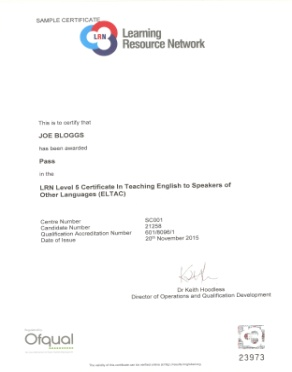 SAMPLE CERTIFICATE
LRN
Learning
Resource Network
This is to certify that
JOE BLOGGS
has been awarded
Pass
in the
LRN Level 5 Certificate In Teaching English to Speakers of
Other Languages (ELTAC)
Centre Number SC001
Candidate Number 21258
Qualification Accreditation Number 601/8096/1
Date of Issue 20th November 2015
Dr Keith Hoodless
Director of Operations and Qualification Development
Ofqual
23973